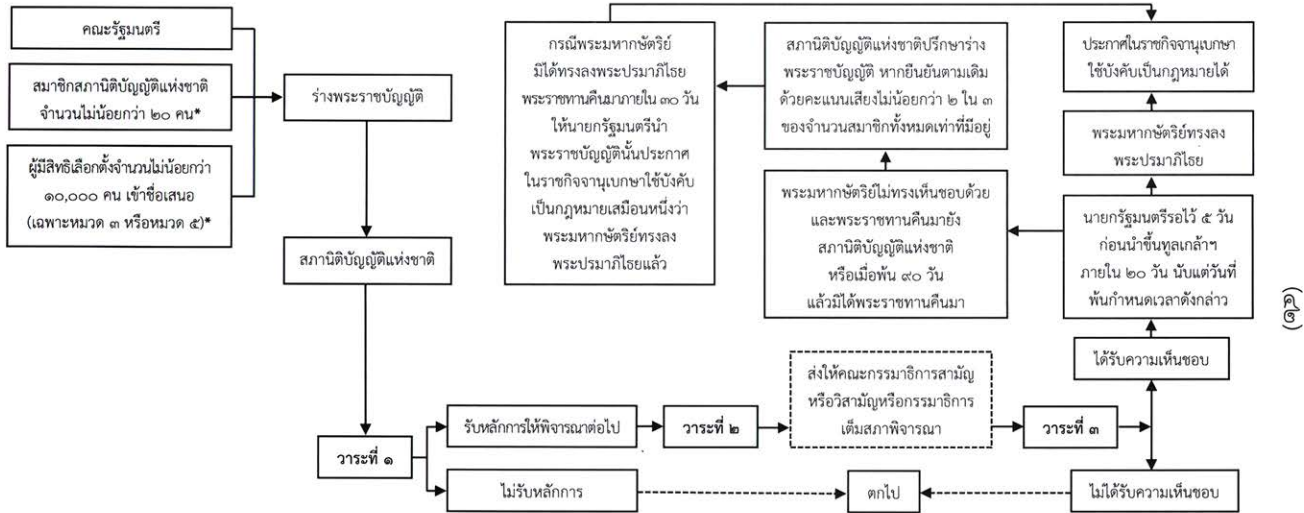 คณะรัฐมนตรี
สมาชิกสภานิติบัญญัติแห่งชาติ
จำนวนไม่น้อยกว่า ๒๐ คน*
ผู้มีสิทธิเลือกตั้งจำนวนไม่น้อยกว่า
๑๐,๐๐๐ คน เข้าชื่อเสนอ
(เฉพาะหมวด ๓ หรือหมวด ๕)*
ร่างพระราชบัญญัติ
สภานิติบัญญัติแห่งชาติ
วาระที่ ๑
รับหลักการให้พิจารณาต่อไป
ไม่รับหลักการ
วาระที่ ๒
ส่งให้คณะกรรมาธิการสามัญ
หรือวิสามัญหรือกรรมาธิการ
เต็มสภาพิจารณา
วาระที่ ๓
ตกไป
ไม่ได้รับความเห็นชอบ
ได้รับความเห็นชอบ
นายกรัฐมนตรีรอไว้ ๕ วัน
ก่อนนำขึ้นทูลเกล้าฯ
ภายใน ๒๐ วัน นับแต่วันที่
พ้นกำหนดเวลาดังกล่าว
พระมหากษัตริย์ทรงลง
พระปรมาภิไธย
ประกาศในราชกิจจานุเบกษา
ใช้บังคับเป็นกฎหมายได้
พระมหากษัตริย์ไม่ทรงเห็นชอบด้วย
และพระราชทานคืนมายัง
สภานิติบัญญัติแห่งชาติ
หรือเมื่อพ้น ๙๐ วัน
แล้วมิได้พระราชทานคืนมา
สภานิติบัญญัติแห่งชาติปรึกษาร่าง
พระราชบัญญัติ หากยืนยันตามเดิม
ด้วยคะแนนเสียงไม่น้อยกว่า ๒ ใน ๓
ของจำนวนสมาชิกทั้งหมดเท่าที่มีอยู่
กรณีพระมหากษัตริย์
มิได้ทรงลงพระปรมาภิไธย
พระราชทานคืนมาภายใน ๓๐ วัน
ให้นายกรัฐมนตรีนำ
พระราชบัญญัตินั้นประกาศ
ในราชกิจจานุเบกษาใช้บังคับ
เป็นกฎหมายเสมือนหนึ่งว่า
พระมหากษัตริย์ทรงลง
พระปรมาภิไธยแล้ว
(๔๒)